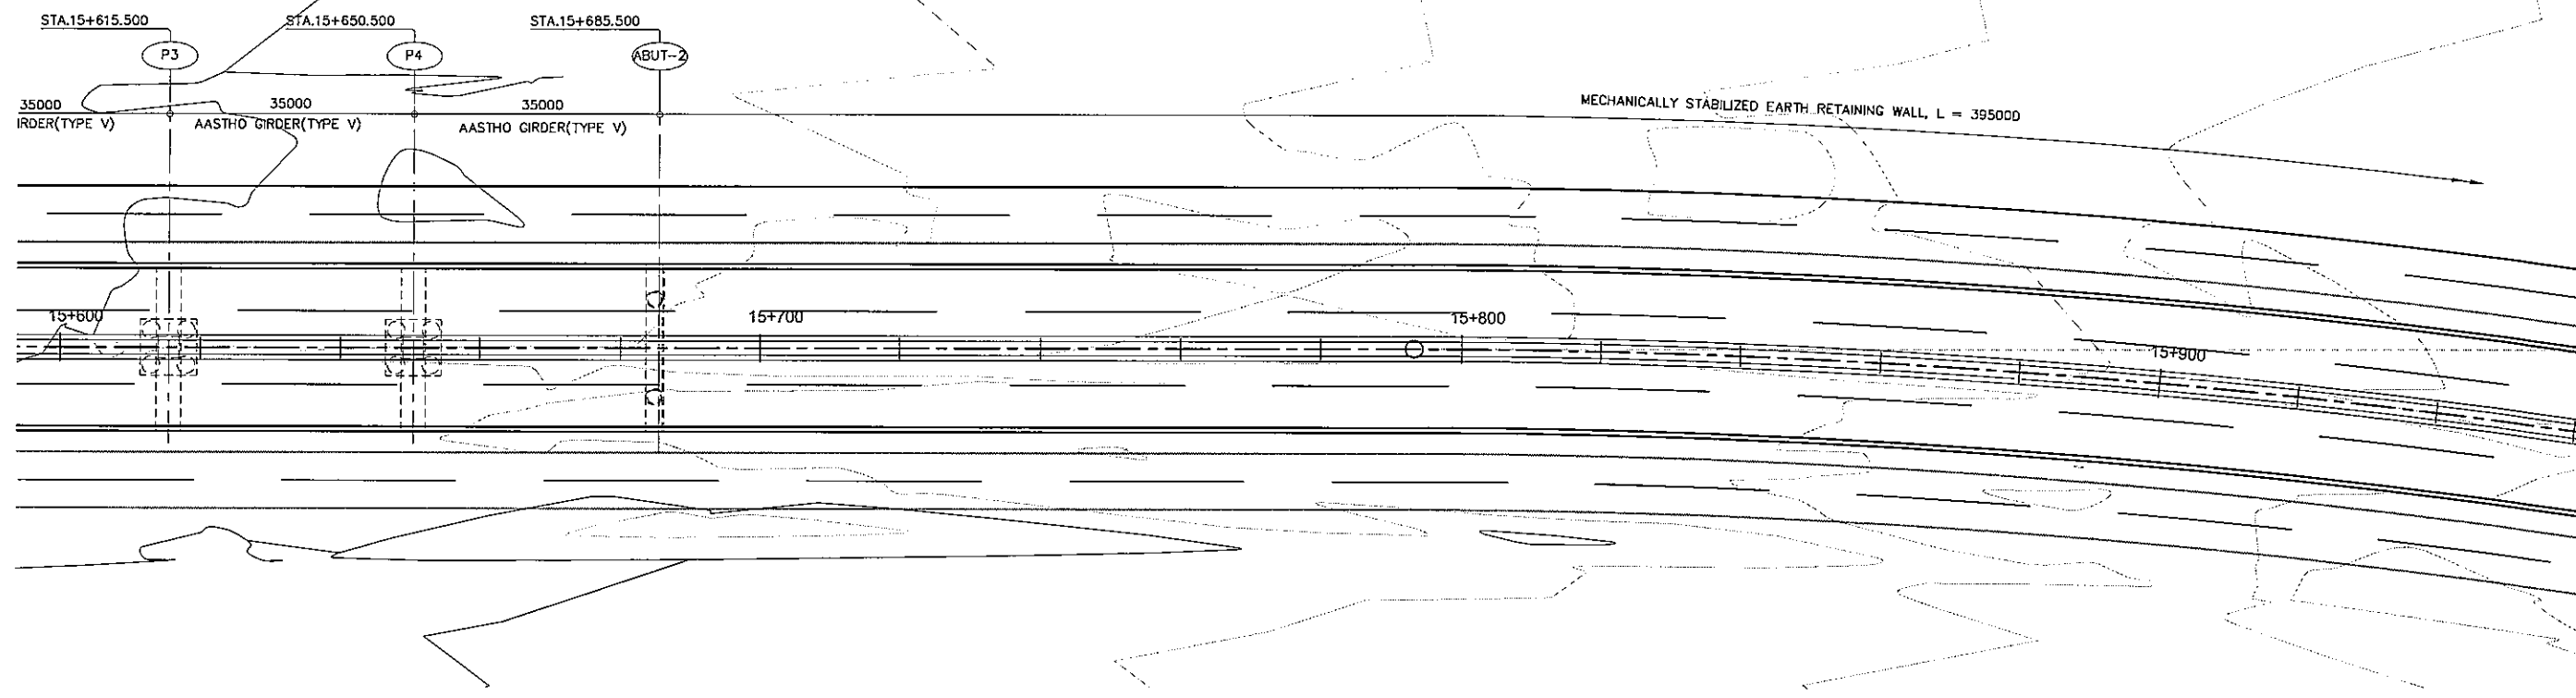 STA.15+615.500
STA.15+650.500
STA.15+685.500
P3
P4
ABUT-2
35000
35000
35000
IRDER(TYPE V)
AASTHO GIRDER(TYPE V)
AASTHO GIRDER(TYPE V)
MECHANICALLY STABILIZED EARTH RETAINING WALL, L = 395000
15+600
15+700
15+800
15+900